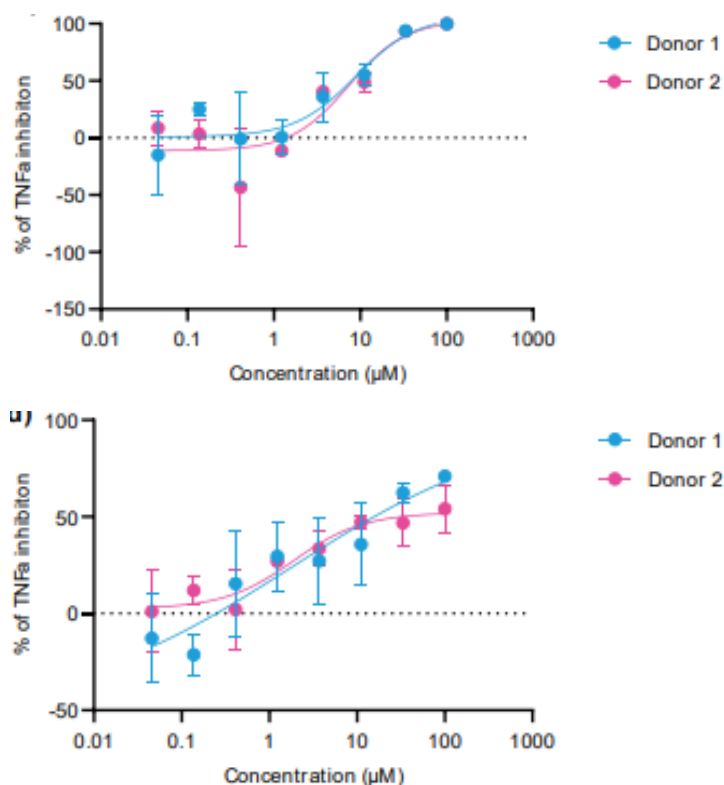 100
50
0
-50
-100
-150
% of TNFa inhibiton
0.01 0.1 1 10 100 1000
Concentration (µM)
Donor 1
Donor 2
100
50
0
-50
% of TNFa inhibiton
0.01 0.1 1 10 100 1000
Concentration (µM)
Donor 1
Donor 2